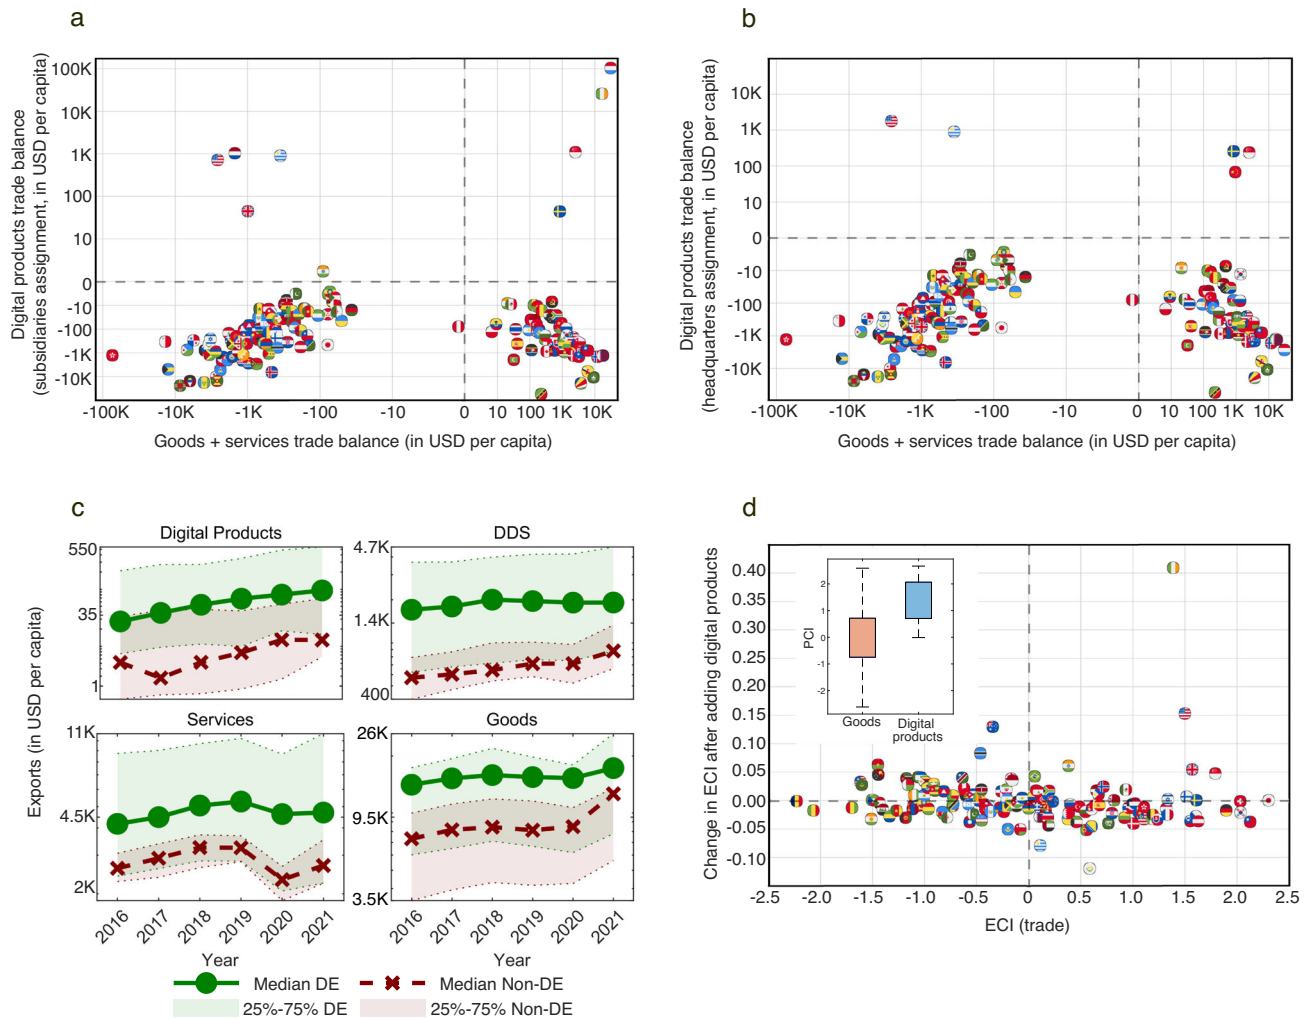 a
Digital products trade balance
(subsidiaries assignment, in USD per capita)
100K
10K
1K
100
10
0
-10
-100
-1K
-10K
-100K
-10K
-1K
-100
-10
0
10
100
1K
10K
Goods + services trade balance (in USD per capita)
b
Digital products trade balance
(headquarters assignment, in USD per capita)
10K
1K
100
10
0
-10
-100
-1K
-10K
-100K
-10K
-1K
-100
-10
0
10
100
1K
10K
Goods + services trade balance (in USD per capita)
c
Exports (in USD per capita)
Digital Products
550
35
1
DDS
4.7K
1.4K
400
Services
11K
4.5K
2K
2016
2017
2018
2019
2020
2021
Year
Goods
26K
9.5K
3.5K
2016
2017
2018
2019
2020
2021
Year
Median DE
Median Non-DE
25%-75% DE
25%-75% Non-DE
d
Change in ECI after adding digital products
0.40
0.35
0.30
0.25
0.20
0.15
0.10
0.05
0.00
-0.05
-0.10
PCI
2
1
0
-1
-2
Goods
Digital
products
-2.5
-2.0
-1.5
-1.0
-0.5
0
0.5
1.0
1.5
2.0
2.5
ECI (trade)